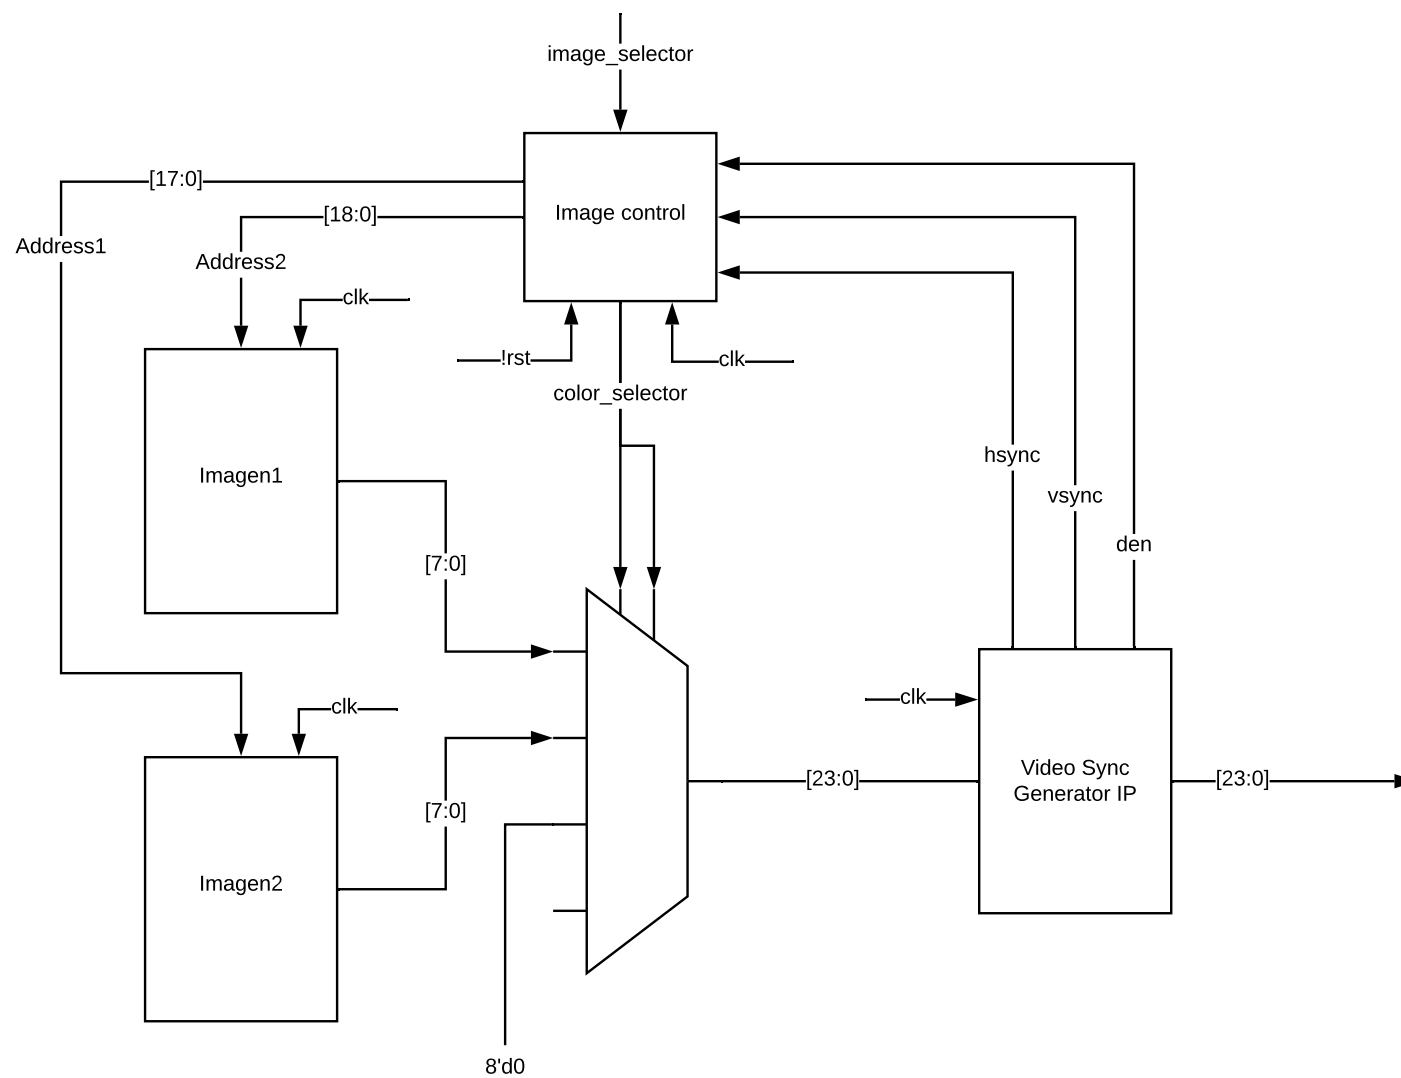 image_selector
[17:0]
Image control
[18:0]
Address1
Address2
clk
!rst
clk
color_selector
hsync
Imagen1
vsync
den
[7:0]
clk
clk
Video Sync
Generator IP
[23:0]
[23:0]
[7:0]
Imagen2
8'd0